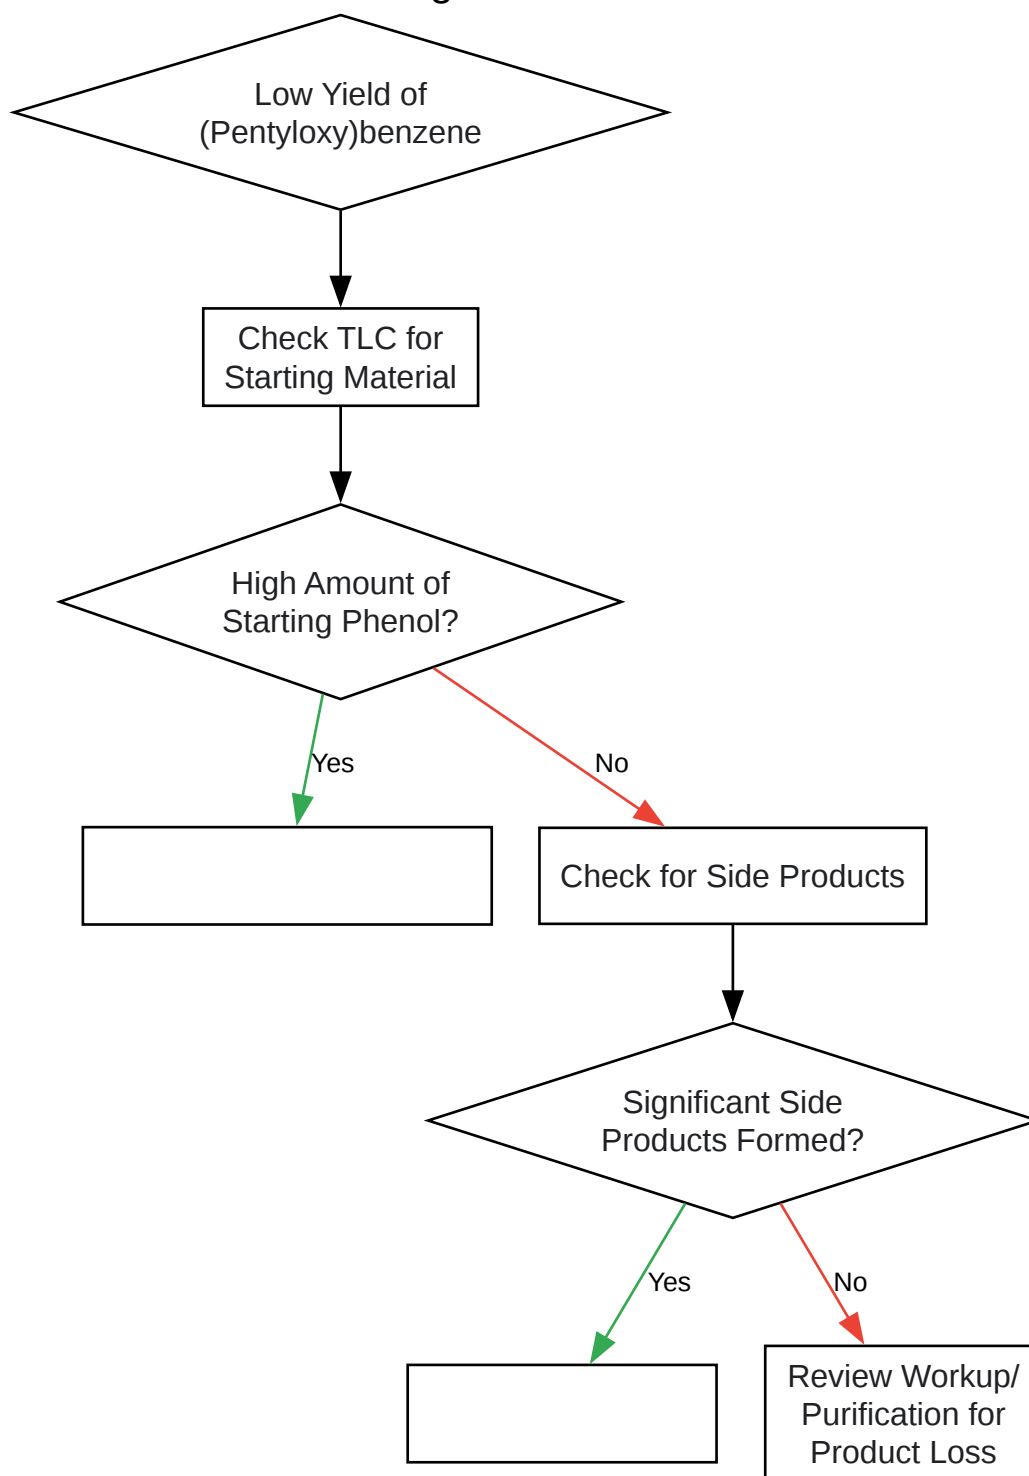 Low Yield of
(Pentyloxy)benzene
Check TLC for
Starting Material
High Amount of
Starting Phenol?
Yes
No
Check for Side Products
Significant Side
Products Formed?
Yes
No
Review Workup/
Purification for
Product Loss